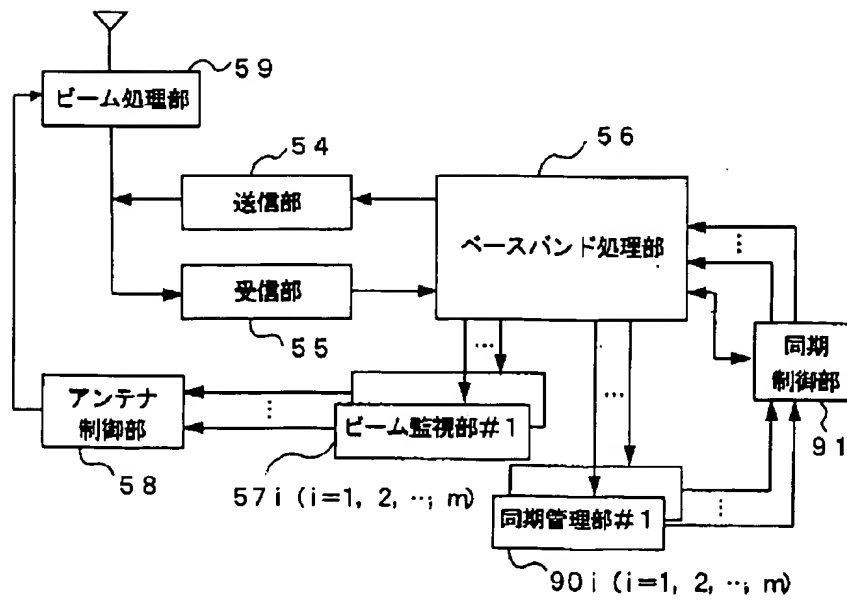 59
ビーム処理部
54
送信部
56
ベースバンド処理部
…
受信部
55
同期
制御部
91
…
アンテナ
制御部
58
…
ビーム監視部#1
57i (i=1, 2, …, m)
…
同期管理部#1
…
90i (i=1, 2, …, m)